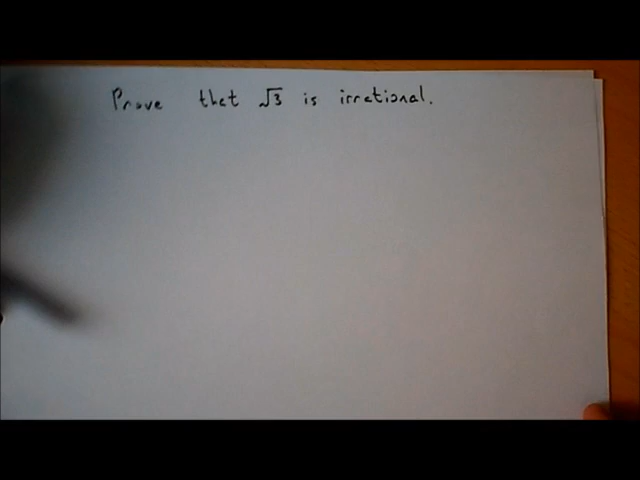 Prove that √3 is irrational.